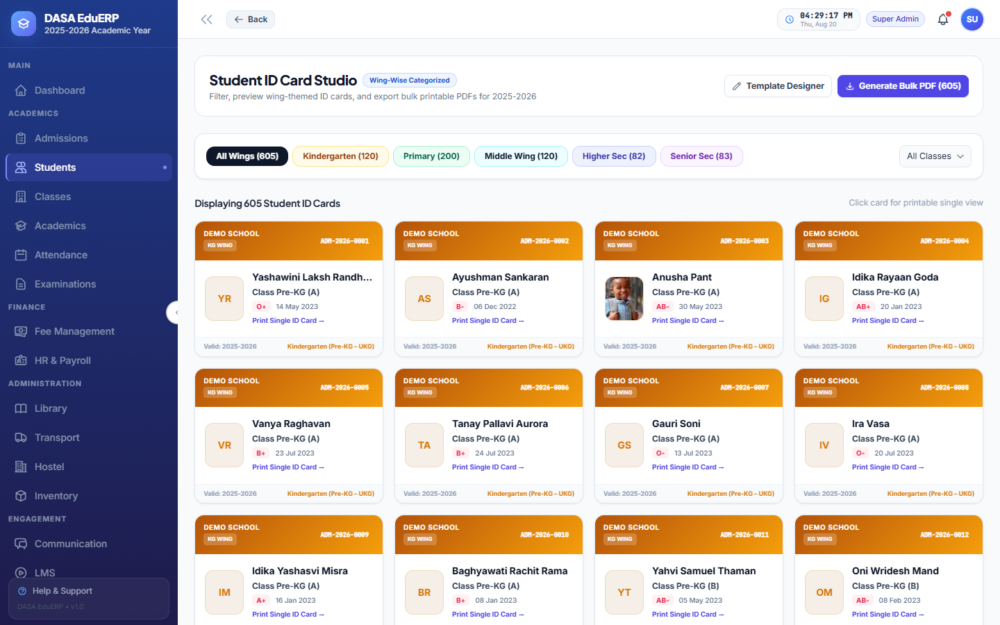 DASA EduERP
2025-2026 Academic Year
MAIN
Dashboard
ACADEMICS
Admissions
Students
Classes
Academics
Attendance
Examinations
FINANCE
Fee Management
HR & Payroll
ADMINISTRATION
Library
Transport
Hostel
Inventory
ENGAGEMENT
Communication
LMS
Help & Support
DASA EduERP • v1.0
← Back
04:29:17 PM
Thu, Aug 20
Super Admin
SU
Student ID Card Studio
Wing-Wise Categorized
Filter, preview wing-themed ID cards, and export bulk printable PDFs for 2025-2026
Template Designer
Generate Bulk PDF (605)
All Wings (605)
Kindergarten (120)
Primary (200)
Middle Wing (120)
Higher Sec (82)
Senior Sec (83)
All Classes
Displaying 605 Student ID Cards
Click card for printable single view
DEMO SCHOOL
KG WING
ADM-2026-0001
YR
Yashawini Laksh Randh...
Class Pre-KG (A)
O+ 14 May 2023
Print Single ID Card →
Valid: 2025-2026
Kindergarten (Pre-KG – UKG)
DEMO SCHOOL
KG WING
ADM-2026-0002
AS
Ayushman Sankaran
Class Pre-KG (A)
B- 06 Dec 2022
Print Single ID Card →
Valid: 2025-2026
Kindergarten (Pre-KG – UKG)
DEMO SCHOOL
KG WING
ADM-2026-0003
Anusha Pant
Class Pre-KG (A)
AB- 30 May 2023
Print Single ID Card →
Valid: 2025-2026
Kindergarten (Pre-KG – UKG)
DEMO SCHOOL
KG WING
ADM-2026-0004
IG
Idika Rayaan Goda
Class Pre-KG (A)
AB+ 20 Jan 2023
Print Single ID Card →
Valid: 2025-2026
Kindergarten (Pre-KG – UKG)
DEMO SCHOOL
KG WING
ADM-2026-0005
VR
Vanya Raghavan
Class Pre-KG (A)
B+ 23 Jul 2023
Print Single ID Card →
Valid: 2025-2026
Kindergarten (Pre-KG – UKG)
DEMO SCHOOL
KG WING
ADM-2026-0006
TA
Tanay Pallavi Aurora
Class Pre-KG (A)
B+ 24 Jul 2023
Print Single ID Card →
Valid: 2025-2026
Kindergarten (Pre-KG – UKG)
DEMO SCHOOL
KG WING
ADM-2026-0007
GS
Gauri Soni
Class Pre-KG (A)
O- 13 Jul 2023
Print Single ID Card →
Valid: 2025-2026
Kindergarten (Pre-KG – UKG)
DEMO SCHOOL
KG WING
ADM-2026-0008
IV
Ira Vasa
Class Pre-KG (A)
O- 20 Jul 2023
Print Single ID Card →
Valid: 2025-2026
Kindergarten (Pre-KG – UKG)
DEMO SCHOOL
KG WING
ADM-2026-0009
IM
Idika Yashasvi Misra
Class Pre-KG (A)
A+ 16 Jan 2023
Print Single ID Card →
DEMO SCHOOL
KG WING
ADM-2026-0010
BR
Baghyawati Rachit Rama
Class Pre-KG (A)
B+ 08 Jan 2023
Print Single ID Card →
DEMO SCHOOL
KG WING
ADM-2026-0011
YT
Yahvi Samuel Thaman
Class Pre-KG (B)
AB- 05 May 2023
Print Single ID Card →
DEMO SCHOOL
KG WING
ADM-2026-0012
OM
Oni Wridesh Mand
Class Pre-KG (B)
AB- 08 Feb 2023
Print Single ID Card →